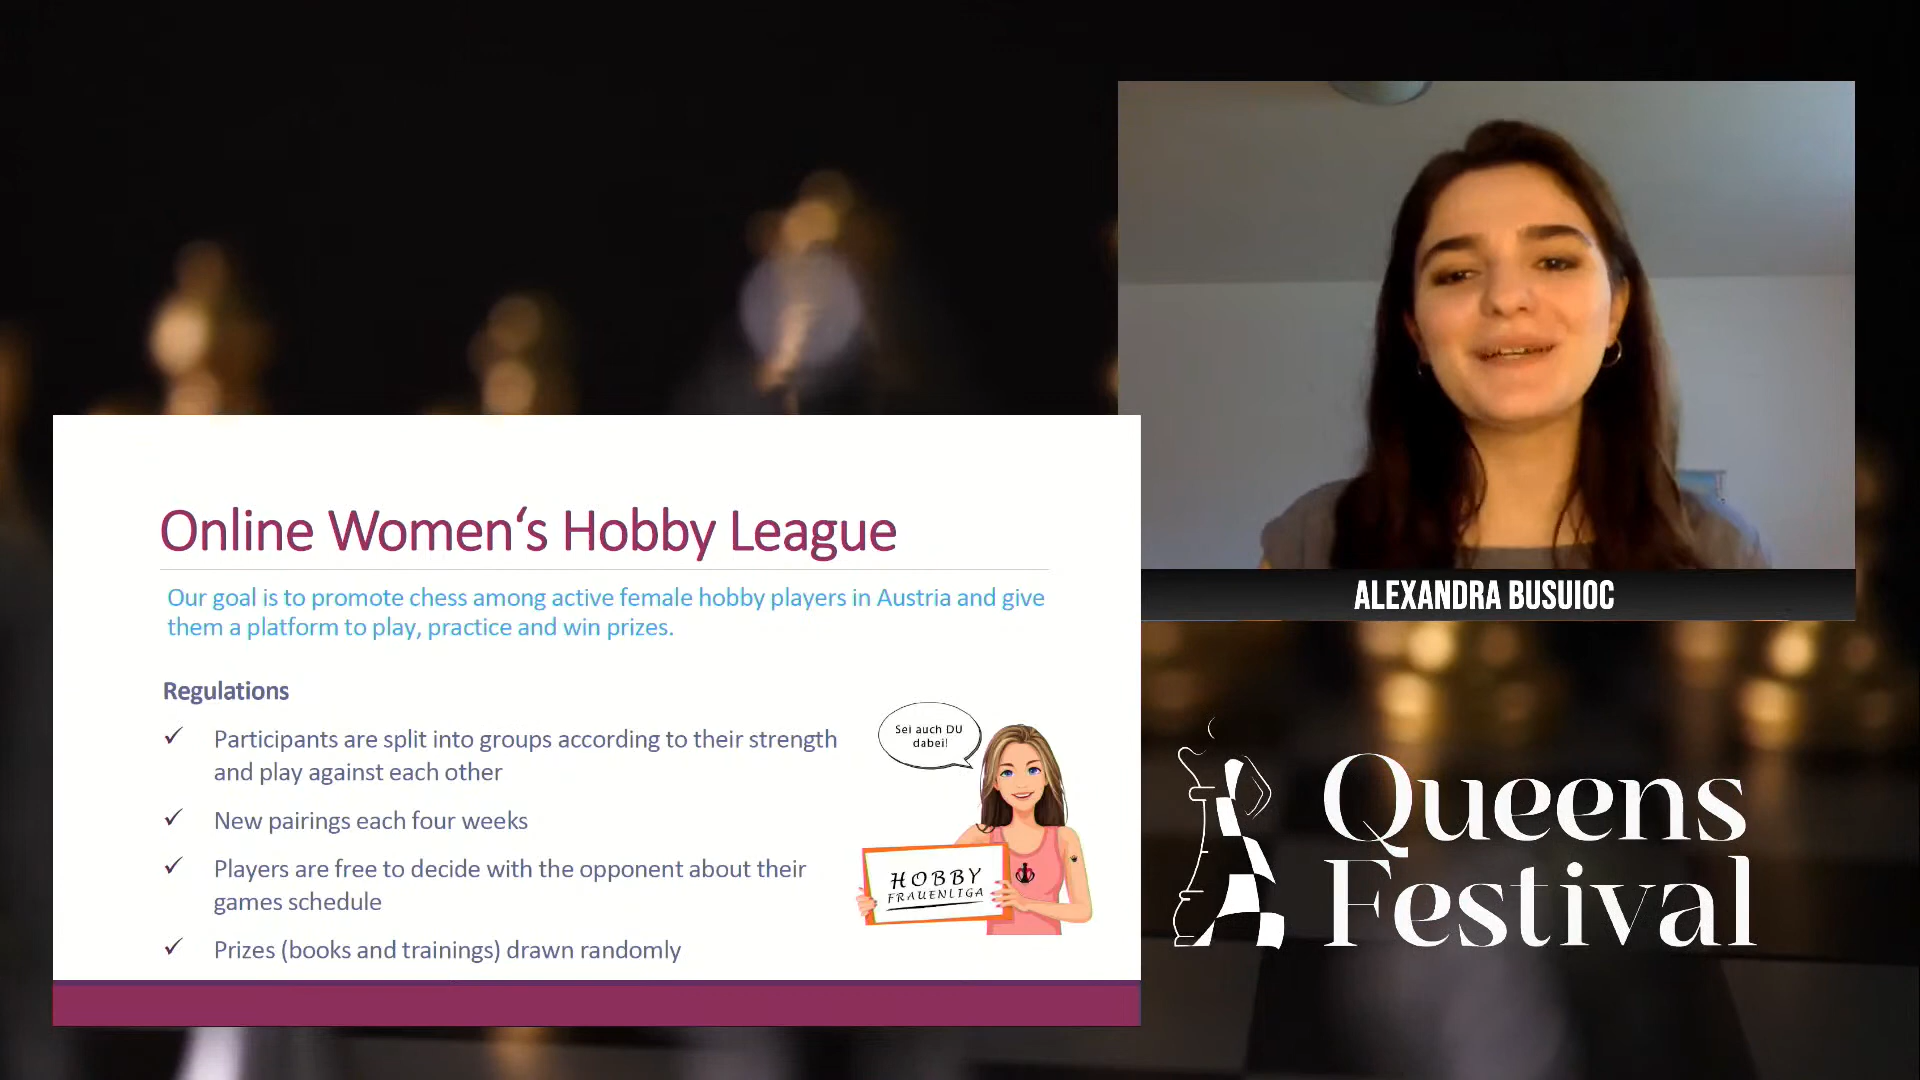 Online Women‘s Hobby League
Our goal is to promote chess among active female hobby players in Austria and give
them a platform to play, practice and win prizes.
Regulations
✓ Participants are split into groups according to their strength
and play against each other
✓ New pairings each four weeks
✓ Players are free to decide with the opponent about their
games schedule
✓ Prizes (books and trainings) drawn randomly
Sei auch DU
dabei!
HOBBY
FRAUENLIGA
ALEXANDRA BUSUIOC
Queens
Festival